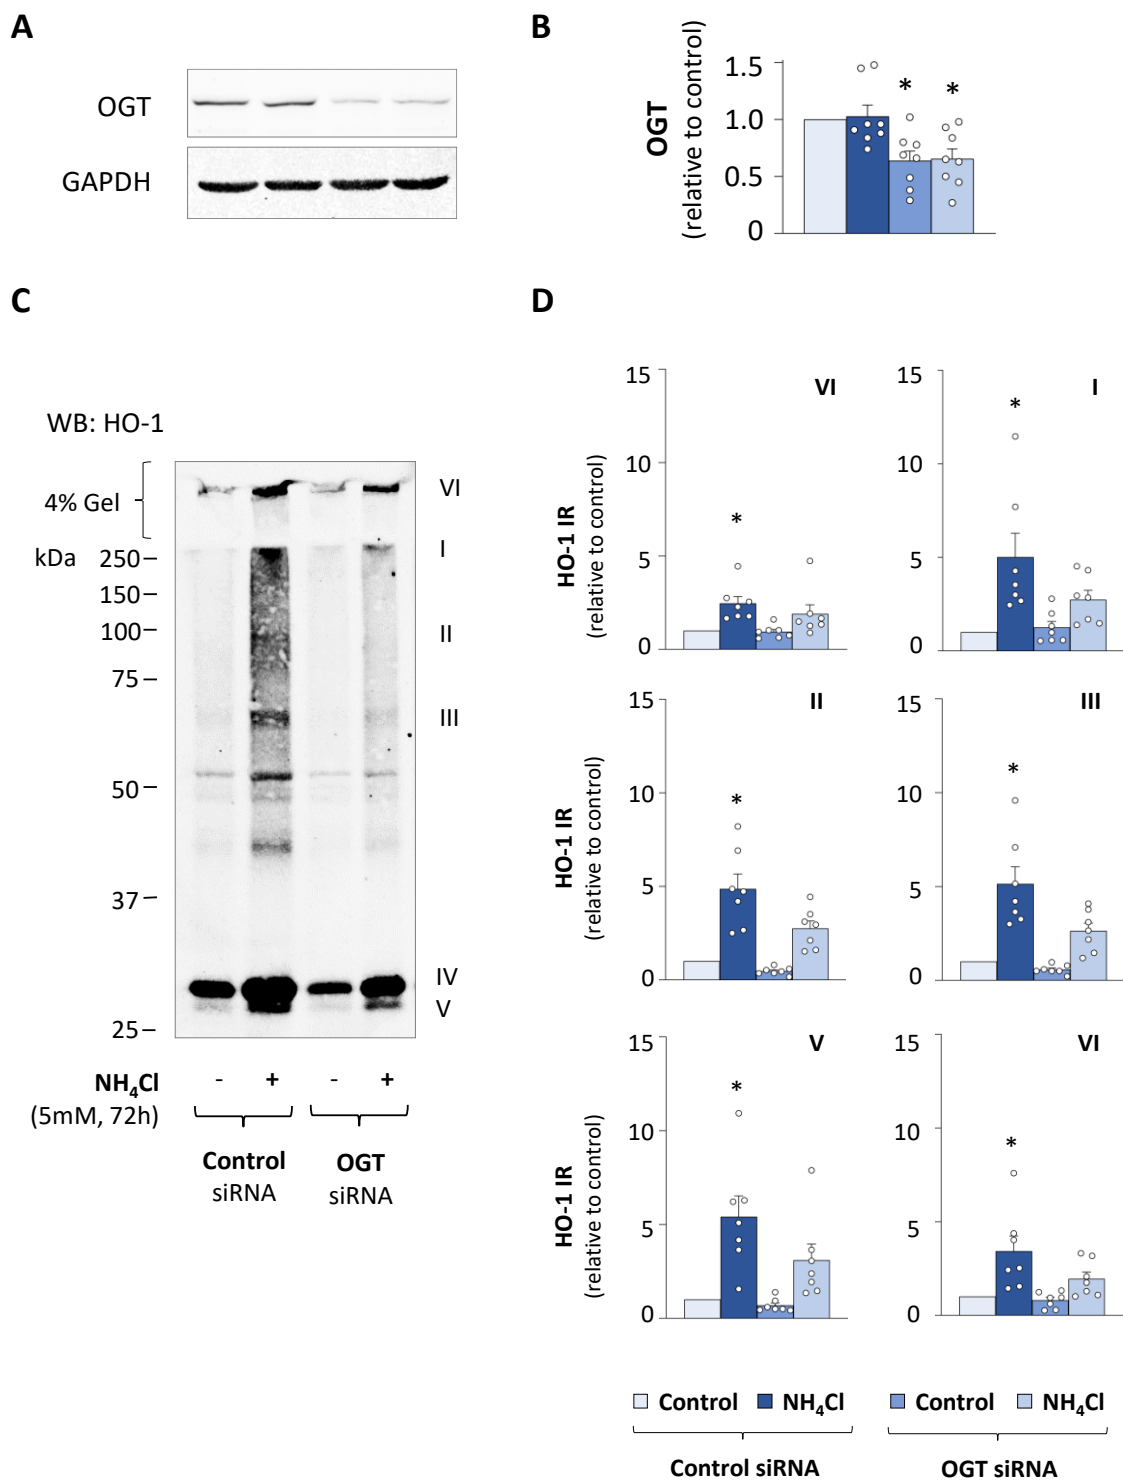 A
OGT
GAPDH
B
OGT
(relative to control)
1.5
1.0
0.5
0
*
*
C
WB: HO-1
4% Gel
kDa
250
150
100
75
50
37
25
VI
I
II
III
IV
V
NH₄Cl
- + - +
(5mM, 72h)
Control
siRNA
OGT
siRNA
D
HO-1 IR
(relative to control)
15
10
5
0
VI
*
15
10
5
0
I
*
HO-1 IR
(relative to control)
15
10
5
0
II
*
15
10
5
0
III
*
HO-1 IR
(relative to control)
15
10
5
0
V
*
15
10
5
0
VI
*
Control NH₄Cl Control NH₄Cl
Control siRNA OGT siRNA